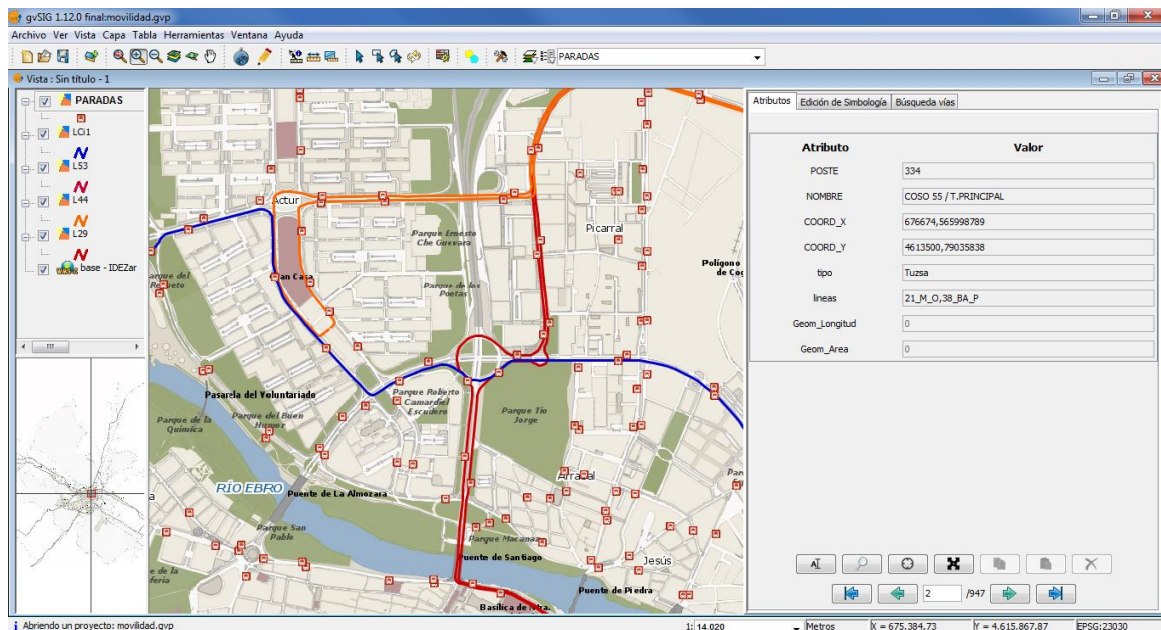 gvSIG 1.12.0 final:movilidad.gvp
Archivo Ver Vista Capa Tabla Herramientas Ventana Ayuda
PARADAS
Vista : Sin título - 1
PARADAS
LCi1
L53
L44
L29
base - IDEZar
Actur
Gran Casa
Parque del
Parque Ernesto
Che Guevara
Parque de los
Poetas
Picarral
Polígono
de Cog
Pasarela del Voluntariado
Parque de la
Química
Parque del Buen
Humor
Parque Roberto
Camardiel
Escudero
Parque Tío
Jorge
Arrabal
RÍO EBRO
Puente de La Almozara
Parque San
Pablo
Parque Macanaz
Puente de Santiago
Jesús
Puente de Piedra
Basílica de Ntra.
Atributos Edición de Simbología Búsqueda vías
Atributo Valor
POSTE 334
NOMBRE COSO 55 / T.PRINCIPAL
COORD_X 676674,565998789
COORD_Y 4613500,79035838
tipo Tuzsa
lineas 21_M_O,38_BA_P
Geom_Longitud 0
Geom_Area 0
2 /947
Abriendo un proyecto: movilidad.gvp
1: 14.020 Metros X = 675.384,73 Y = 4.615.867,87 EPSG:23030